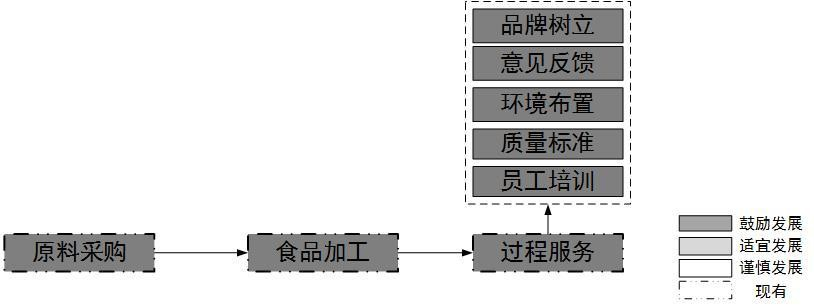 品牌树立
意见反馈
环境布置
质量标准
员工培训
原料采购
食品加工
过程服务
鼓励发展
适宜发展
谨慎发展
现有